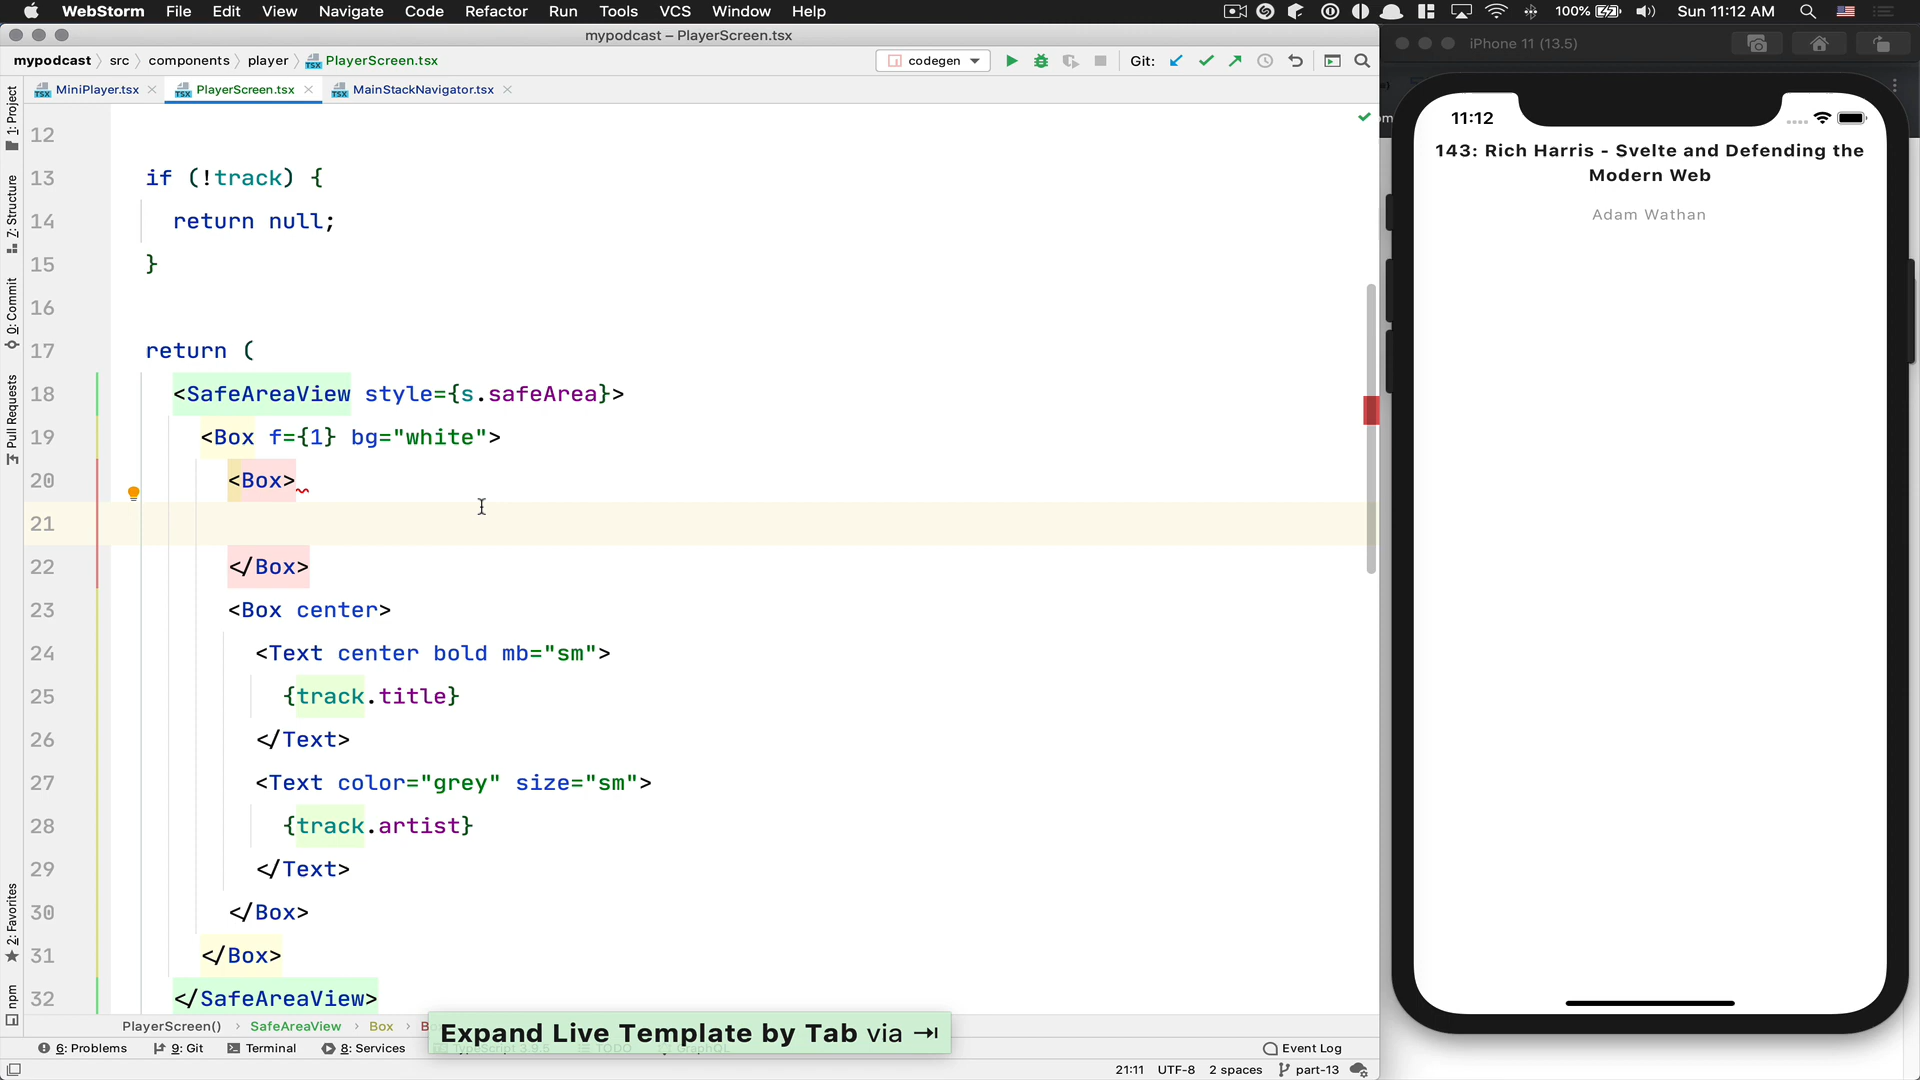 WebStorm File Edit View Navigate Code Refactor Run Tools VCS Window Help 100% Sun 11:12 AM
mypodcast – PlayerScreen.tsx
iPhone 11 (13.5)
mypodcast src components player PlayerScreen.tsx codegen Git:
MiniPlayer.tsx PlayerScreen.tsx MainStackNavigator.tsx
1: Project
Z: Structure
0: Commit
Pull Requests
2: Favorites
npm
12
13 if (!track) {
14 return null;
15 }
16
17 return (
18 <SafeAreaView style={s.safeArea}>
19 <Box f={1} bg="white">
20 <Box>
21
22 </Box>
23 <Box center>
24 <Text center bold mb="sm">
25 {track.title}
26 </Text>
27 <Text color="grey" size="sm">
28 {track.artist}
29 </Text>
30 </Box>
31 </Box>
32 </SafeAreaView>
PlayerScreen() SafeAreaView Box
Expand Live Template by Tab via ⇥
6: Problems 9: Git Terminal 8: Services TypeScript 3.9.5 TODO GraphQL Event Log
21:11 UTF-8 2 spaces part-13
11:12
143: Rich Harris - Svelte and Defending the
Modern Web
Adam Wathan